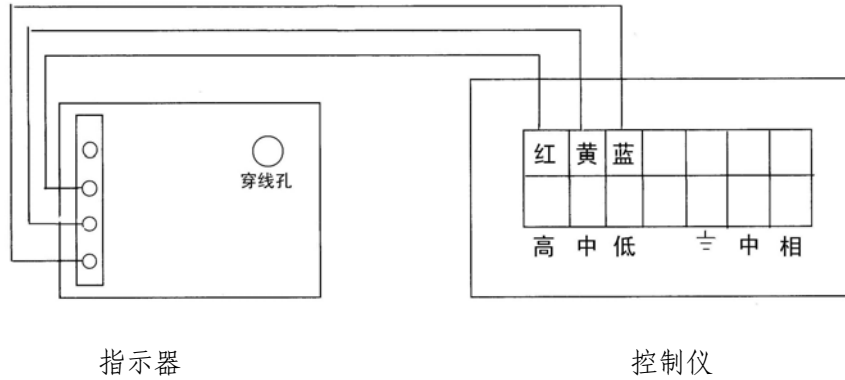 红 黄 蓝
穿线孔
高 中 低 ⏚ 中 相
指示器 控制仪